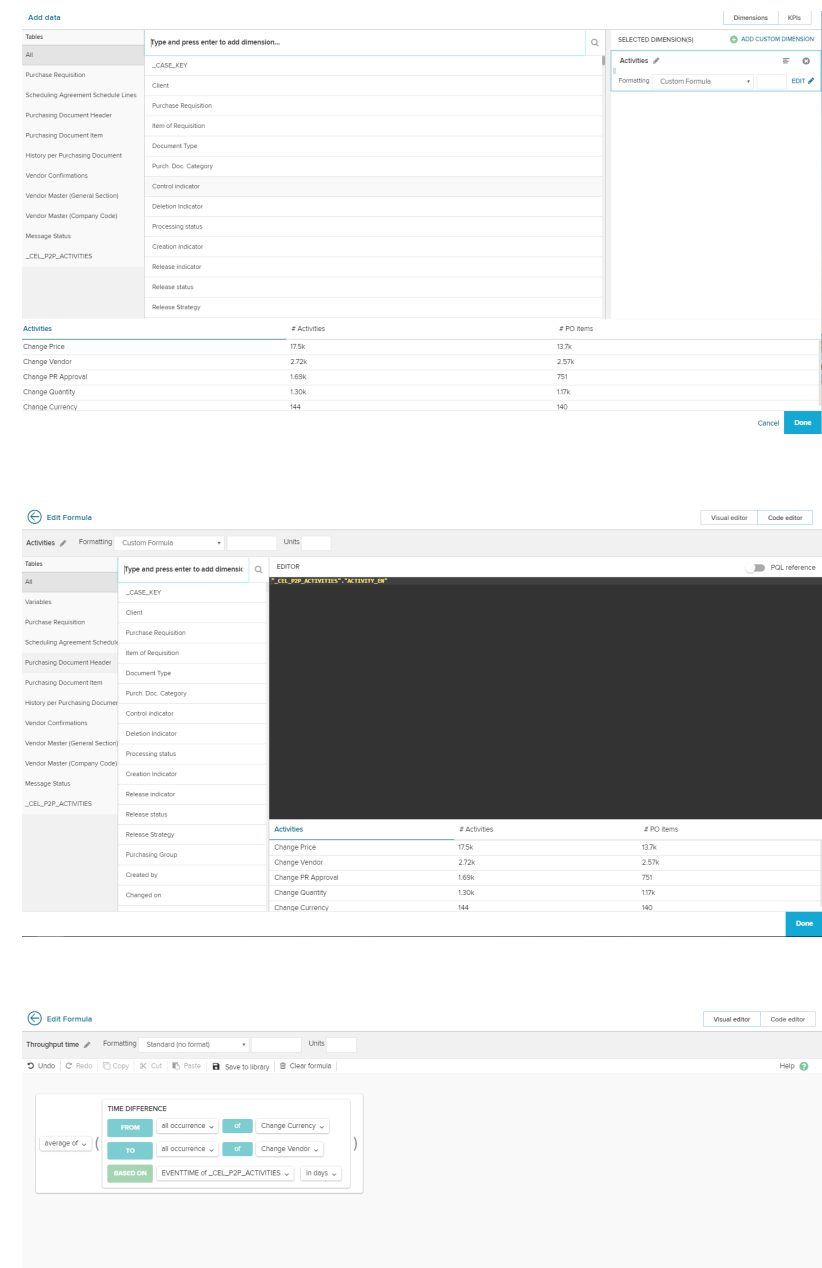 Add data
Dimensions KPIs
Tables
All
Purchase Requisition
Scheduling Agreement Schedule Lines
Purchasing Document Header
Purchasing Document Item
History per Purchasing Document
Vendor Confirmations
Vendor Master (General Section)
Vendor Master (Company Code)
Message Status
_CEL_P2P_ACTIVITIES
Type and press enter to add dimension...
_CASE_KEY
Client
Purchase Requisition
Item of Requisition
Document Type
Purch. Doc. Category
Control indicator
Deletion Indicator
Processing status
Creation Indicator
Release indicator
Release status
Release Strategy
SELECTED DIMENSION(S) ADD CUSTOM DIMENSION
Activities
Formatting Custom Formula EDIT
Activities # Activities # PO items
Change Price 17.5k 13.7k
Change Vendor 2.72k 2.57k
Change PR Approval 1.69k 751
Change Quantity 1.30k 1.17k
Change Currency 144 140
Cancel Done
Edit Formula
Visual editor Code editor
Activities Formatting Custom Formula Units
Tables
All
Variables
Purchase Requisition
Scheduling Agreement Schedule
Purchasing Document Header
Purchasing Document Item
History per Purchasing Documen
Vendor Confirmations
Vendor Master (General Section)
Vendor Master (Company Code)
Message Status
_CEL_P2P_ACTIVITIES
Type and press enter to add dimensic
_CASE_KEY
Client
Purchase Requisition
Item of Requisition
Document Type
Purch. Doc. Category
Control indicator
Deletion Indicator
Processing status
Creation Indicator
Release indicator
Release status
Release Strategy
Purchasing Group
Created by
Changed on
EDITOR PQL reference
"_CEL_P2P_ACTIVITIES"."ACTIVITY_EN"
Activities # Activities # PO items
Change Price 17.5k 13.7k
Change Vendor 2.72k 2.57k
Change PR Approval 1.69k 751
Change Quantity 1.30k 1.17k
Change Currency 144 140
Done
Edit Formula
Visual editor Code editor
Throughput time Formatting Standard (no format) Units
Undo Redo Copy Cut Paste Save to library Clear formula Help ?
TIME DIFFERENCE
FROM all occurrence of Change Currency
average of ( TO all occurrence of Change Vendor )
BASED ON EVENTTIME of _CEL_P2P_ACTIVITIES in days